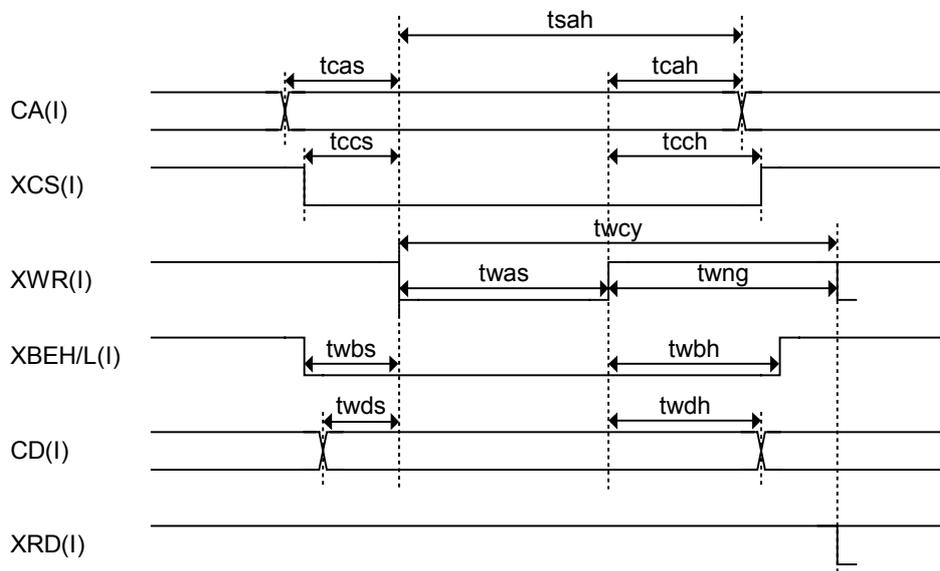 tsah
tcas
tcah
CA(I)
tccs
tcch
XCS(I)
twcy
XWR(I)
twas
twng
XBEH/L(I)
twbs
twbh
twds
twdh
CD(I)
XRD(I)